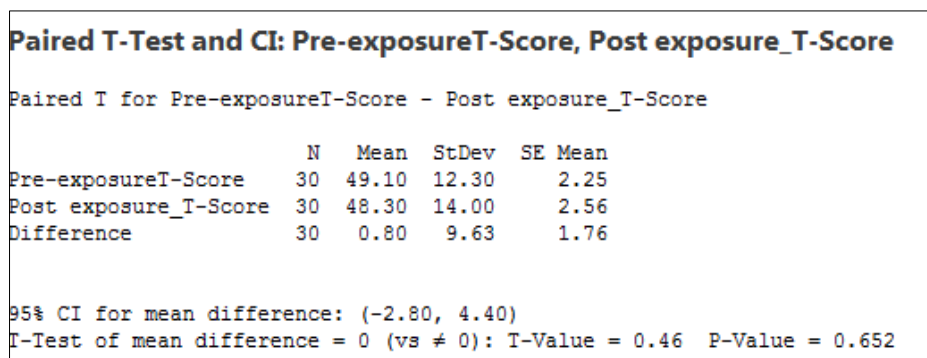 Paired T-Test and CI: Pre-exposureT-Score, Post exposure_T-Score
Paired T for Pre-exposureT-Score - Post exposure_T-Score
N Mean StDev SE Mean
Pre-exposureT-Score 30 49.10 12.30 2.25
Post exposure_T-Score 30 48.30 14.00 2.56
Difference 30 0.80 9.63 1.76
95% CI for mean difference: (-2.80, 4.40)
T-Test of mean difference = 0 (vs ≠ 0): T-Value = 0.46 P-Value = 0.652